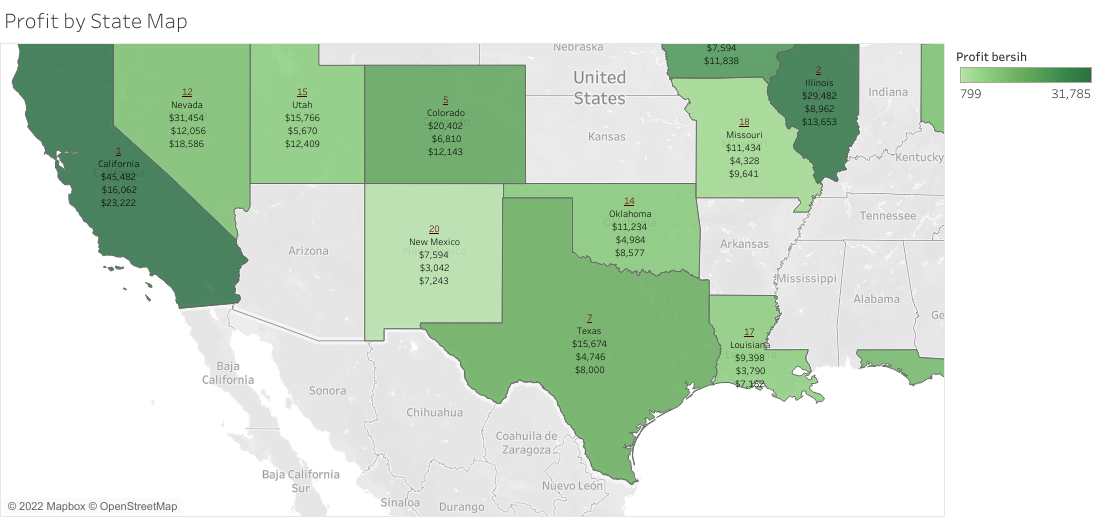 Profit by State Map
Profit bersih
799 31,785
Nebraska
United
States
Kansas
Indiana
Kentucky
Tennessee
Arkansas
Mississippi
Alabama
Ge
Arizona
Baja
California
Sonora
Chihuahua
Coahuila de
Zaragoza
Nuevo León
Baja California
Sur
Sinaloa
Durango
$7,594
$11,838
2
Illinois
$29,482
$8,962
$13,653
12
Nevada
$31,454
$12,056
$18,586
15
Utah
$15,766
$5,670
$12,409
5
Colorado
$20,402
$6,810
$12,143
18
Missouri
$11,434
$4,328
$9,641
1
California
$45,482
$16,062
$23,222
20
New Mexico
$7,594
$3,042
$7,243
14
Oklahoma
$11,234
$4,984
$8,577
7
Texas
$15,674
$4,746
$8,000
17
Louisiana
$9,398
$3,790
© 2022 Mapbox © OpenStreetMap